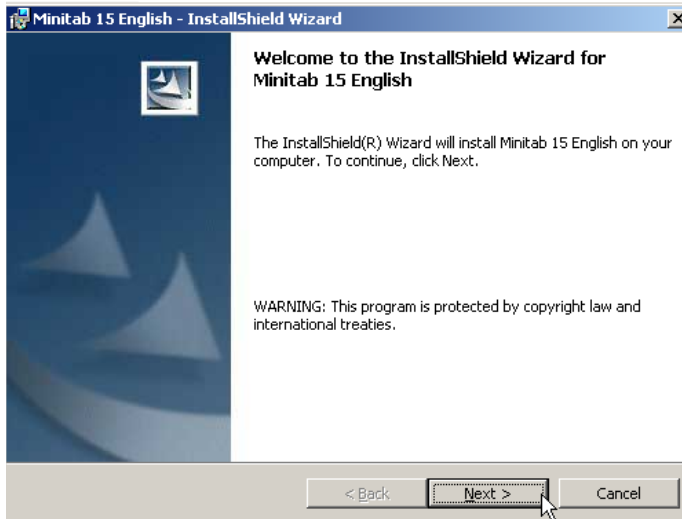 Minitab 15 English - InstallShield Wizard
Welcome to the InstallShield Wizard for
Minitab 15 English
The InstallShield(R) Wizard will install Minitab 15 English on your
computer. To continue, click Next.
WARNING: This program is protected by copyright law and
international treaties.
< Back Next > Cancel